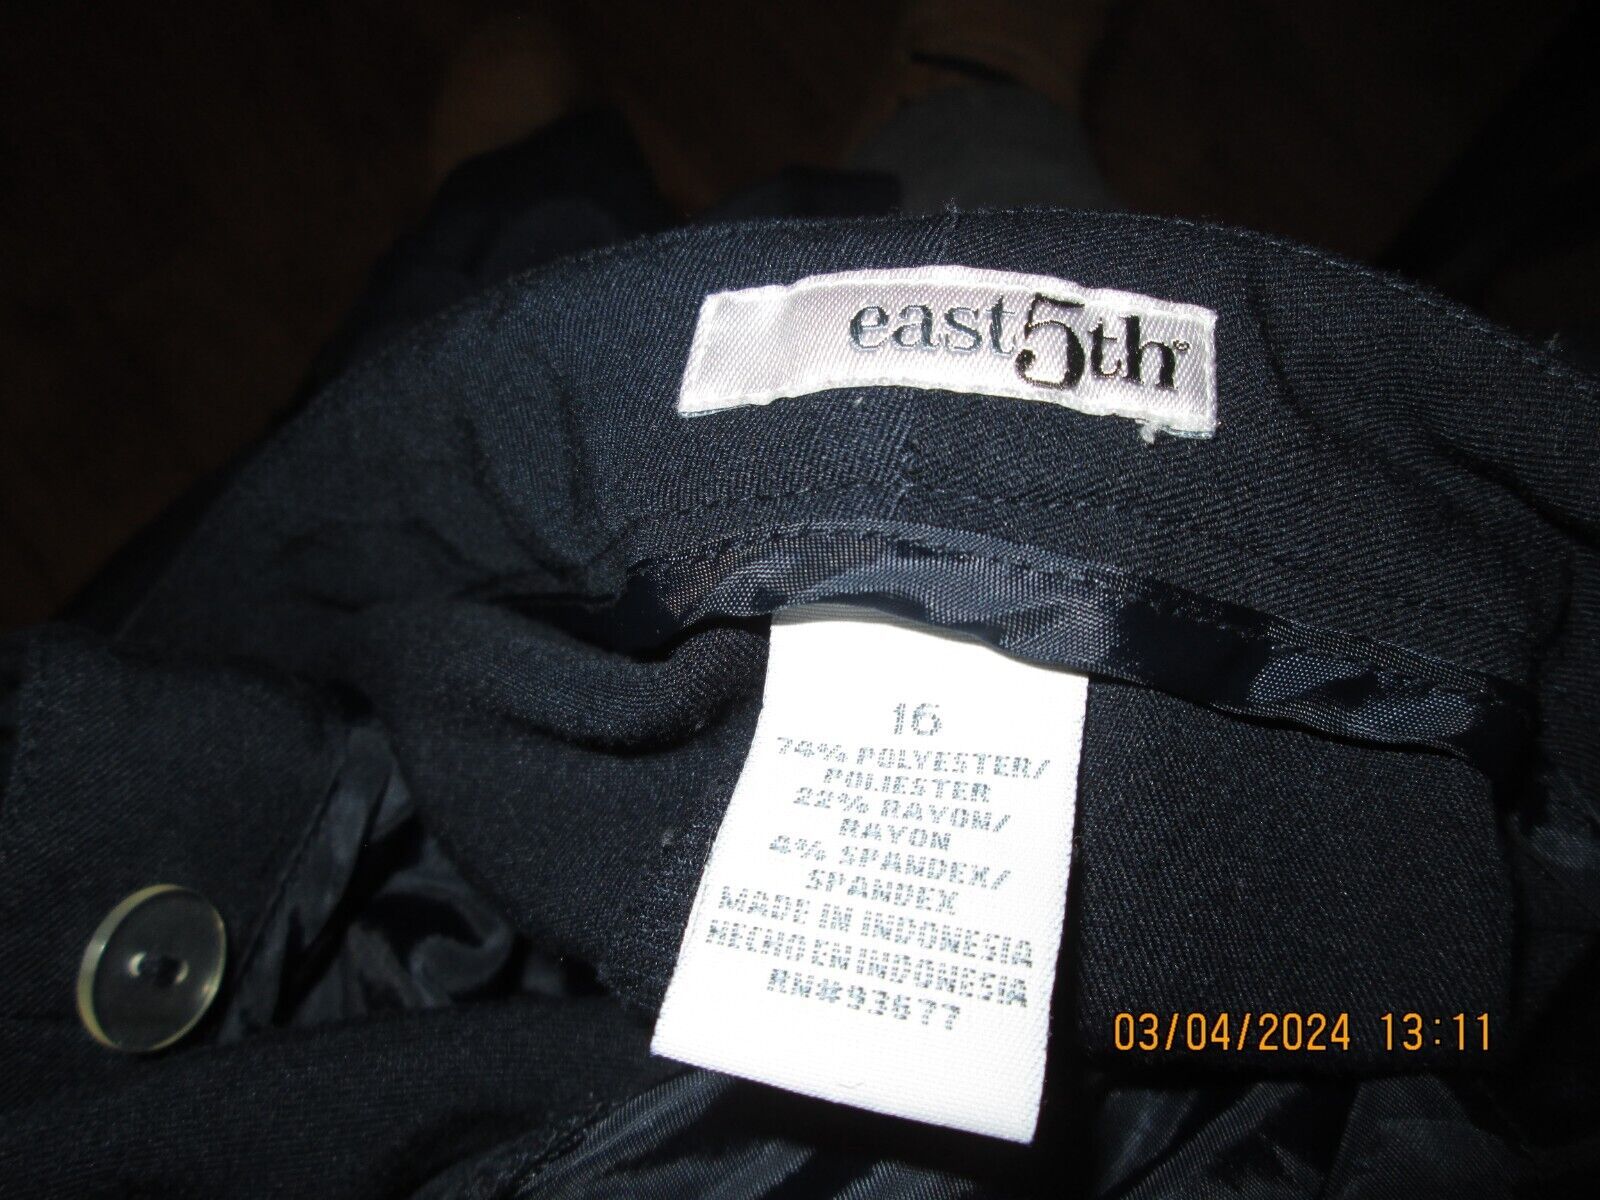 east5th®
16
74% POLYESTER/
POLIESTER
22% RAYON/
RAYON
4% SPANDEX/
SPANDEX
MADE IN INDONESIA
HECHO EN INDONESIA
RN#93677
03/04/2024 13:11